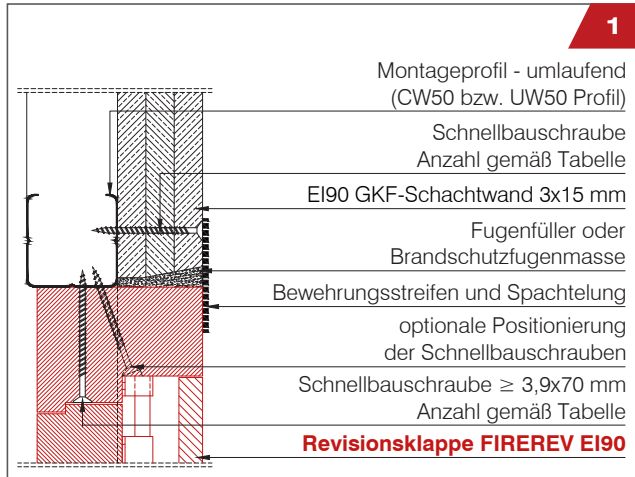 1
Montageprofil - umlaufend
(CW50 bzw. UW50 Profil)
Schnellbauschraube
Anzahl gemäß Tabelle
EI90 GKF-Schachtwand 3x15 mm
Fugenfüller oder
Brandschutzfugenmasse
Bewehrungsstreifen und Spachtelung
optionale Positionierung
der Schnellbauschrauben
Schnellbauschraube ≥ 3,9x70 mm
Anzahl gemäß Tabelle
Revisionsklappe FIREREV EI90